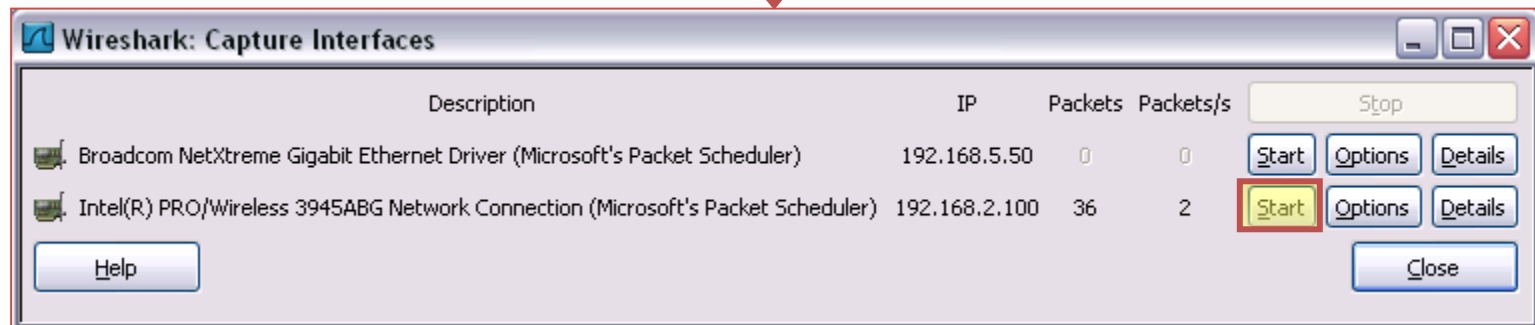 Wireshark: Capture Interfaces
Description IP Packets Packets/s Stop
Broadcom NetXtreme Gigabit Ethernet Driver (Microsoft's Packet Scheduler) 192.168.5.50 0 0 Start Options Details
Intel(R) PRO/Wireless 3945ABG Network Connection (Microsoft's Packet Scheduler) 192.168.2.100 36 2 Start Options Details
Help Close